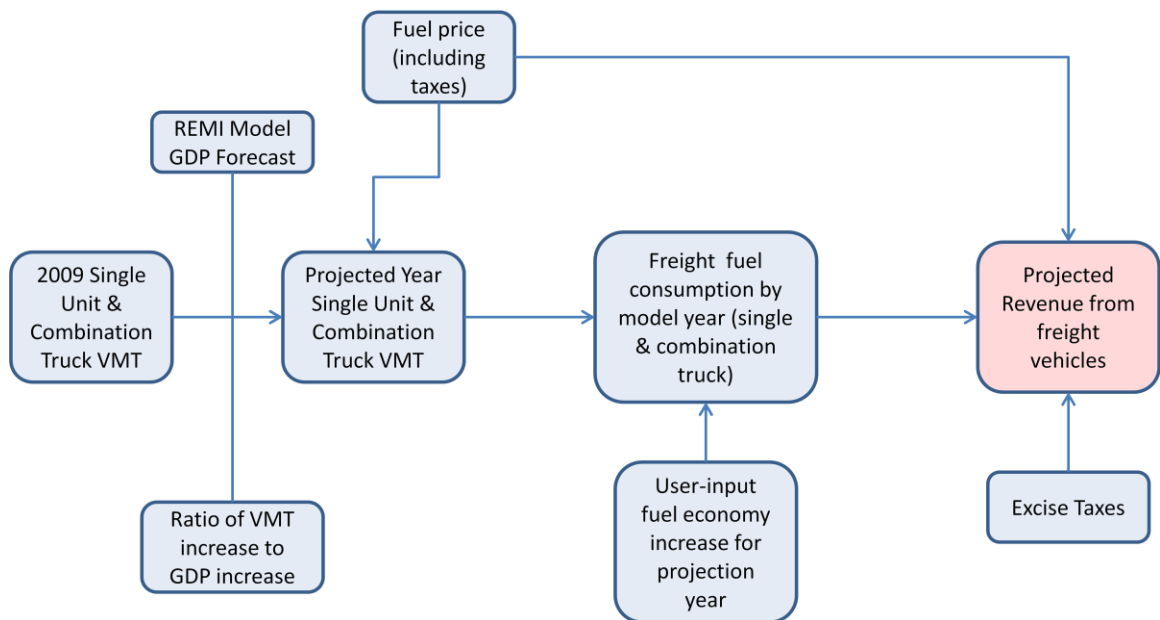 Fuel price
(including
taxes)
REMI Model
GDP Forecast
2009 Single
Unit &
Combination
Truck VMT
Projected Year
Single Unit &
Combination
Truck VMT
Freight fuel
consumption by
model year (single
& combination
truck)
Projected
Revenue from
freight
vehicles
Ratio of VMT
increase to
GDP increase
User-input
fuel economy
increase for
projection
year
Excise Taxes